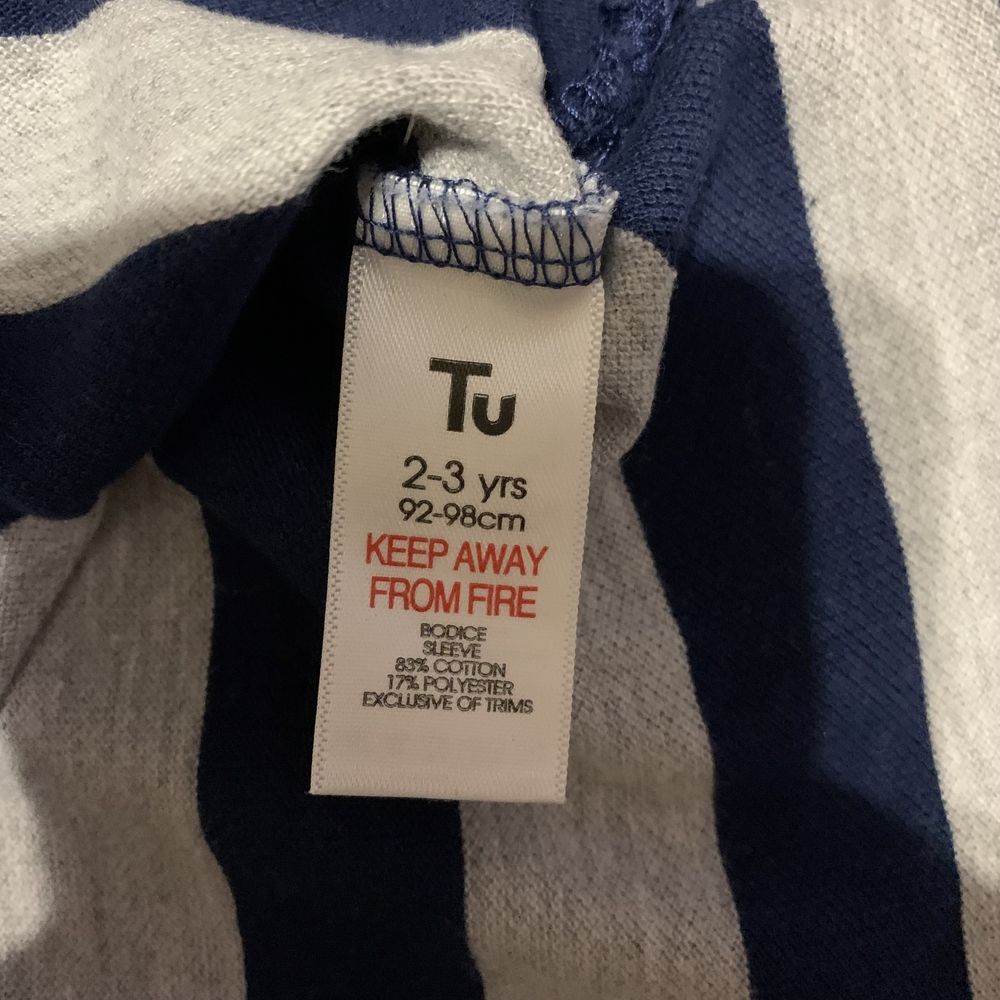 Tu
2-3 yrs
92-98cm
KEEP AWAY
FROM FIRE
BODICE
SLEEVE
83% COTTON
17% POLYESTER
EXCLUSIVE OF TRIMS